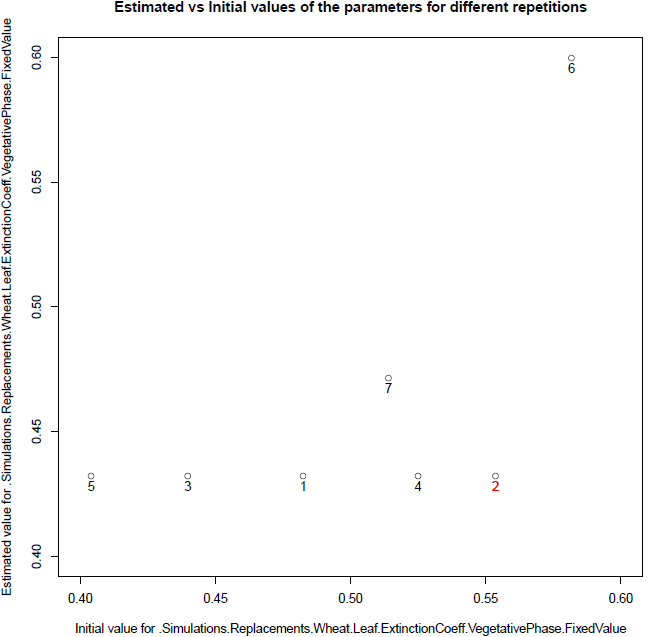 Estimated vs Initial values of the parameters for different repetitions
Estimated value for .Simulations.Replacements.Wheat.Leaf.ExtinctionCoeff.VegetativePhase.FixedValue
0.60
0.55
0.50
0.45
0.40
6
7
5 3 1 4 2
0.40 0.45 0.50 0.55 0.60
Initial value for .Simulations.Replacements.Wheat.Leaf.ExtinctionCoeff.VegetativePhase.FixedValue